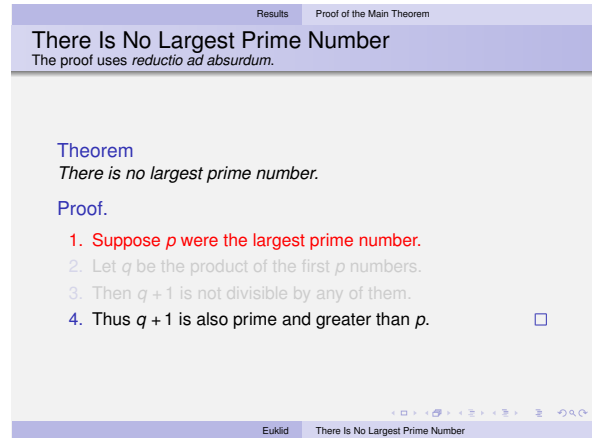 Results Proof of the Main Theorem
There Is No Largest Prime Number
The proof uses reductio ad absurdum.
Theorem
There is no largest prime number.
Proof.
1. Suppose p were the largest prime number.
2. Let q be the product of the first p numbers.
3. Then q + 1 is not divisible by any of them.
4. Thus q + 1 is also prime and greater than p. □
Euklid There Is No Largest Prime Number